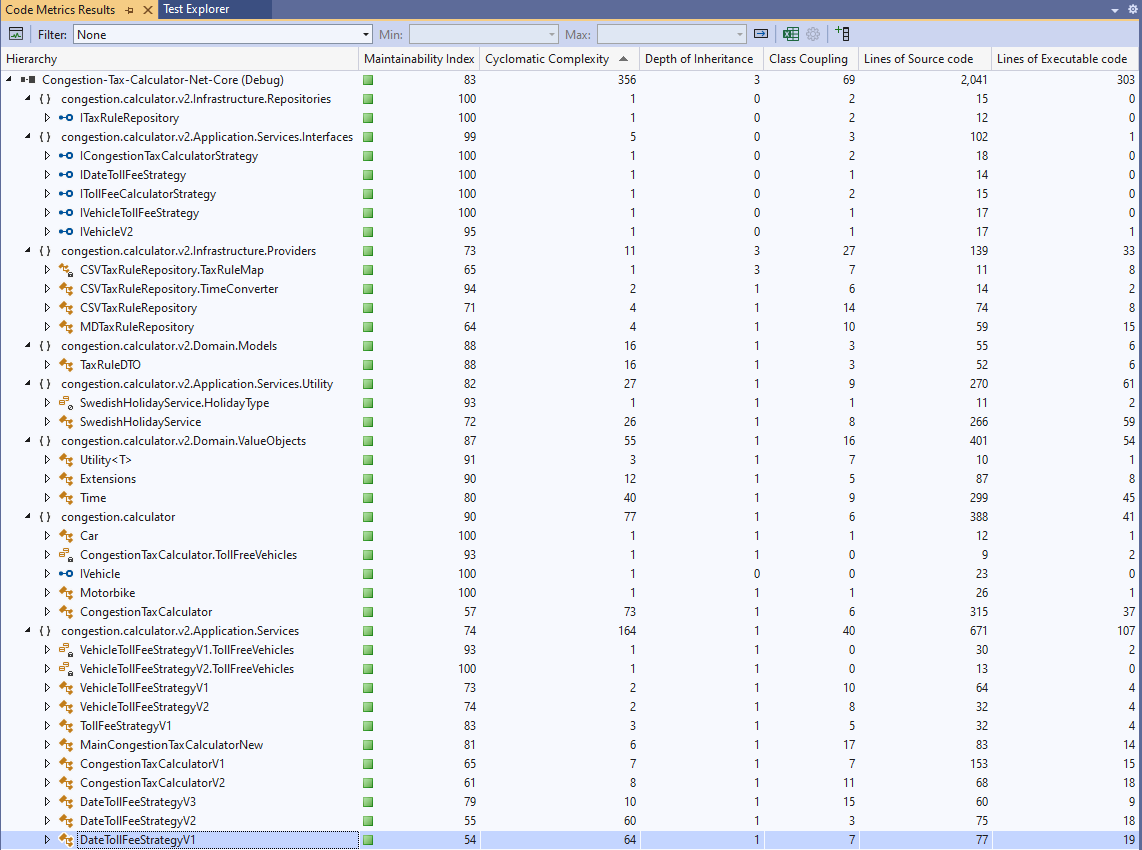 Code Metrics Results Test Explorer
Filter: None Min: Max:
Hierarchy Maintainability Index Cyclomatic Complexity Depth of Inheritance Class Coupling Lines of Source code Lines of Executable code
Congestion-Tax-Calculator-Net-Core (Debug) 83 356 3 69 2,041 303
{ } congestion.calculator.v2.Infrastructure.Repositories 100 1 0 2 15 0
ITaxRuleRepository 100 1 0 2 12 0
{ } congestion.calculator.v2.Application.Services.Interfaces 99 5 0 3 102 1
ICongestionTaxCalculatorStrategy 100 1 0 2 18 0
IDateTollFeeStrategy 100 1 0 1 14 0
ITollFeeCalculatorStrategy 100 1 0 2 15 0
IVehicleTollFeeStrategy 100 1 0 1 17 0
IVehicleV2 95 1 0 1 17 1
{ } congestion.calculator.v2.Infrastructure.Providers 73 11 3 27 139 33
CSVTaxRuleRepository.TaxRuleMap 65 1 3 7 11 8
CSVTaxRuleRepository.TimeConverter 94 2 1 6 14 2
CSVTaxRuleRepository 71 4 1 14 74 8
MDTaxRuleRepository 64 4 1 10 59 15
{ } congestion.calculator.v2.Domain.Models 88 16 1 3 55 6
TaxRuleDTO 88 16 1 3 52 6
{ } congestion.calculator.v2.Application.Services.Utility 82 27 1 9 270 61
SwedishHolidayService.HolidayType 93 1 1 1 11 2
SwedishHolidayService 72 26 1 8 266 59
{ } congestion.calculator.v2.Domain.ValueObjects 87 55 1 16 401 54
Utility<T> 91 3 1 7 10 1
Extensions 90 12 1 5 87 8
Time 80 40 1 9 299 45
{ } congestion.calculator 90 77 1 6 388 41
Car 100 1 1 1 12 1
CongestionTaxCalculator.TollFreeVehicles 93 1 1 0 9 2
IVehicle 100 1 0 0 23 0
Motorbike 100 1 1 1 26 1
CongestionTaxCalculator 57 73 1 6 315 37
{ } congestion.calculator.v2.Application.Services 74 164 1 40 671 107
VehicleTollFeeStrategyV1.TollFreeVehicles 93 1 1 0 30 2
VehicleTollFeeStrategyV2.TollFreeVehicles 100 1 1 0 13 0
VehicleTollFeeStrategyV1 73 2 1 10 64 4
VehicleTollFeeStrategyV2 74 2 1 8 32 4
TollFeeStrategyV1 83 3 1 5 32 4
MainCongestionTaxCalculatorNew 81 6 1 17 83 14
CongestionTaxCalculatorV1 65 7 1 7 153 15
CongestionTaxCalculatorV2 61 8 1 11 68 18
DateTollFeeStrategyV3 79 10 1 15 60 9
DateTollFeeStrategyV2 55 60 1 3 75 18
DateTollFeeStrategyV1 54 64 1 7 77 19